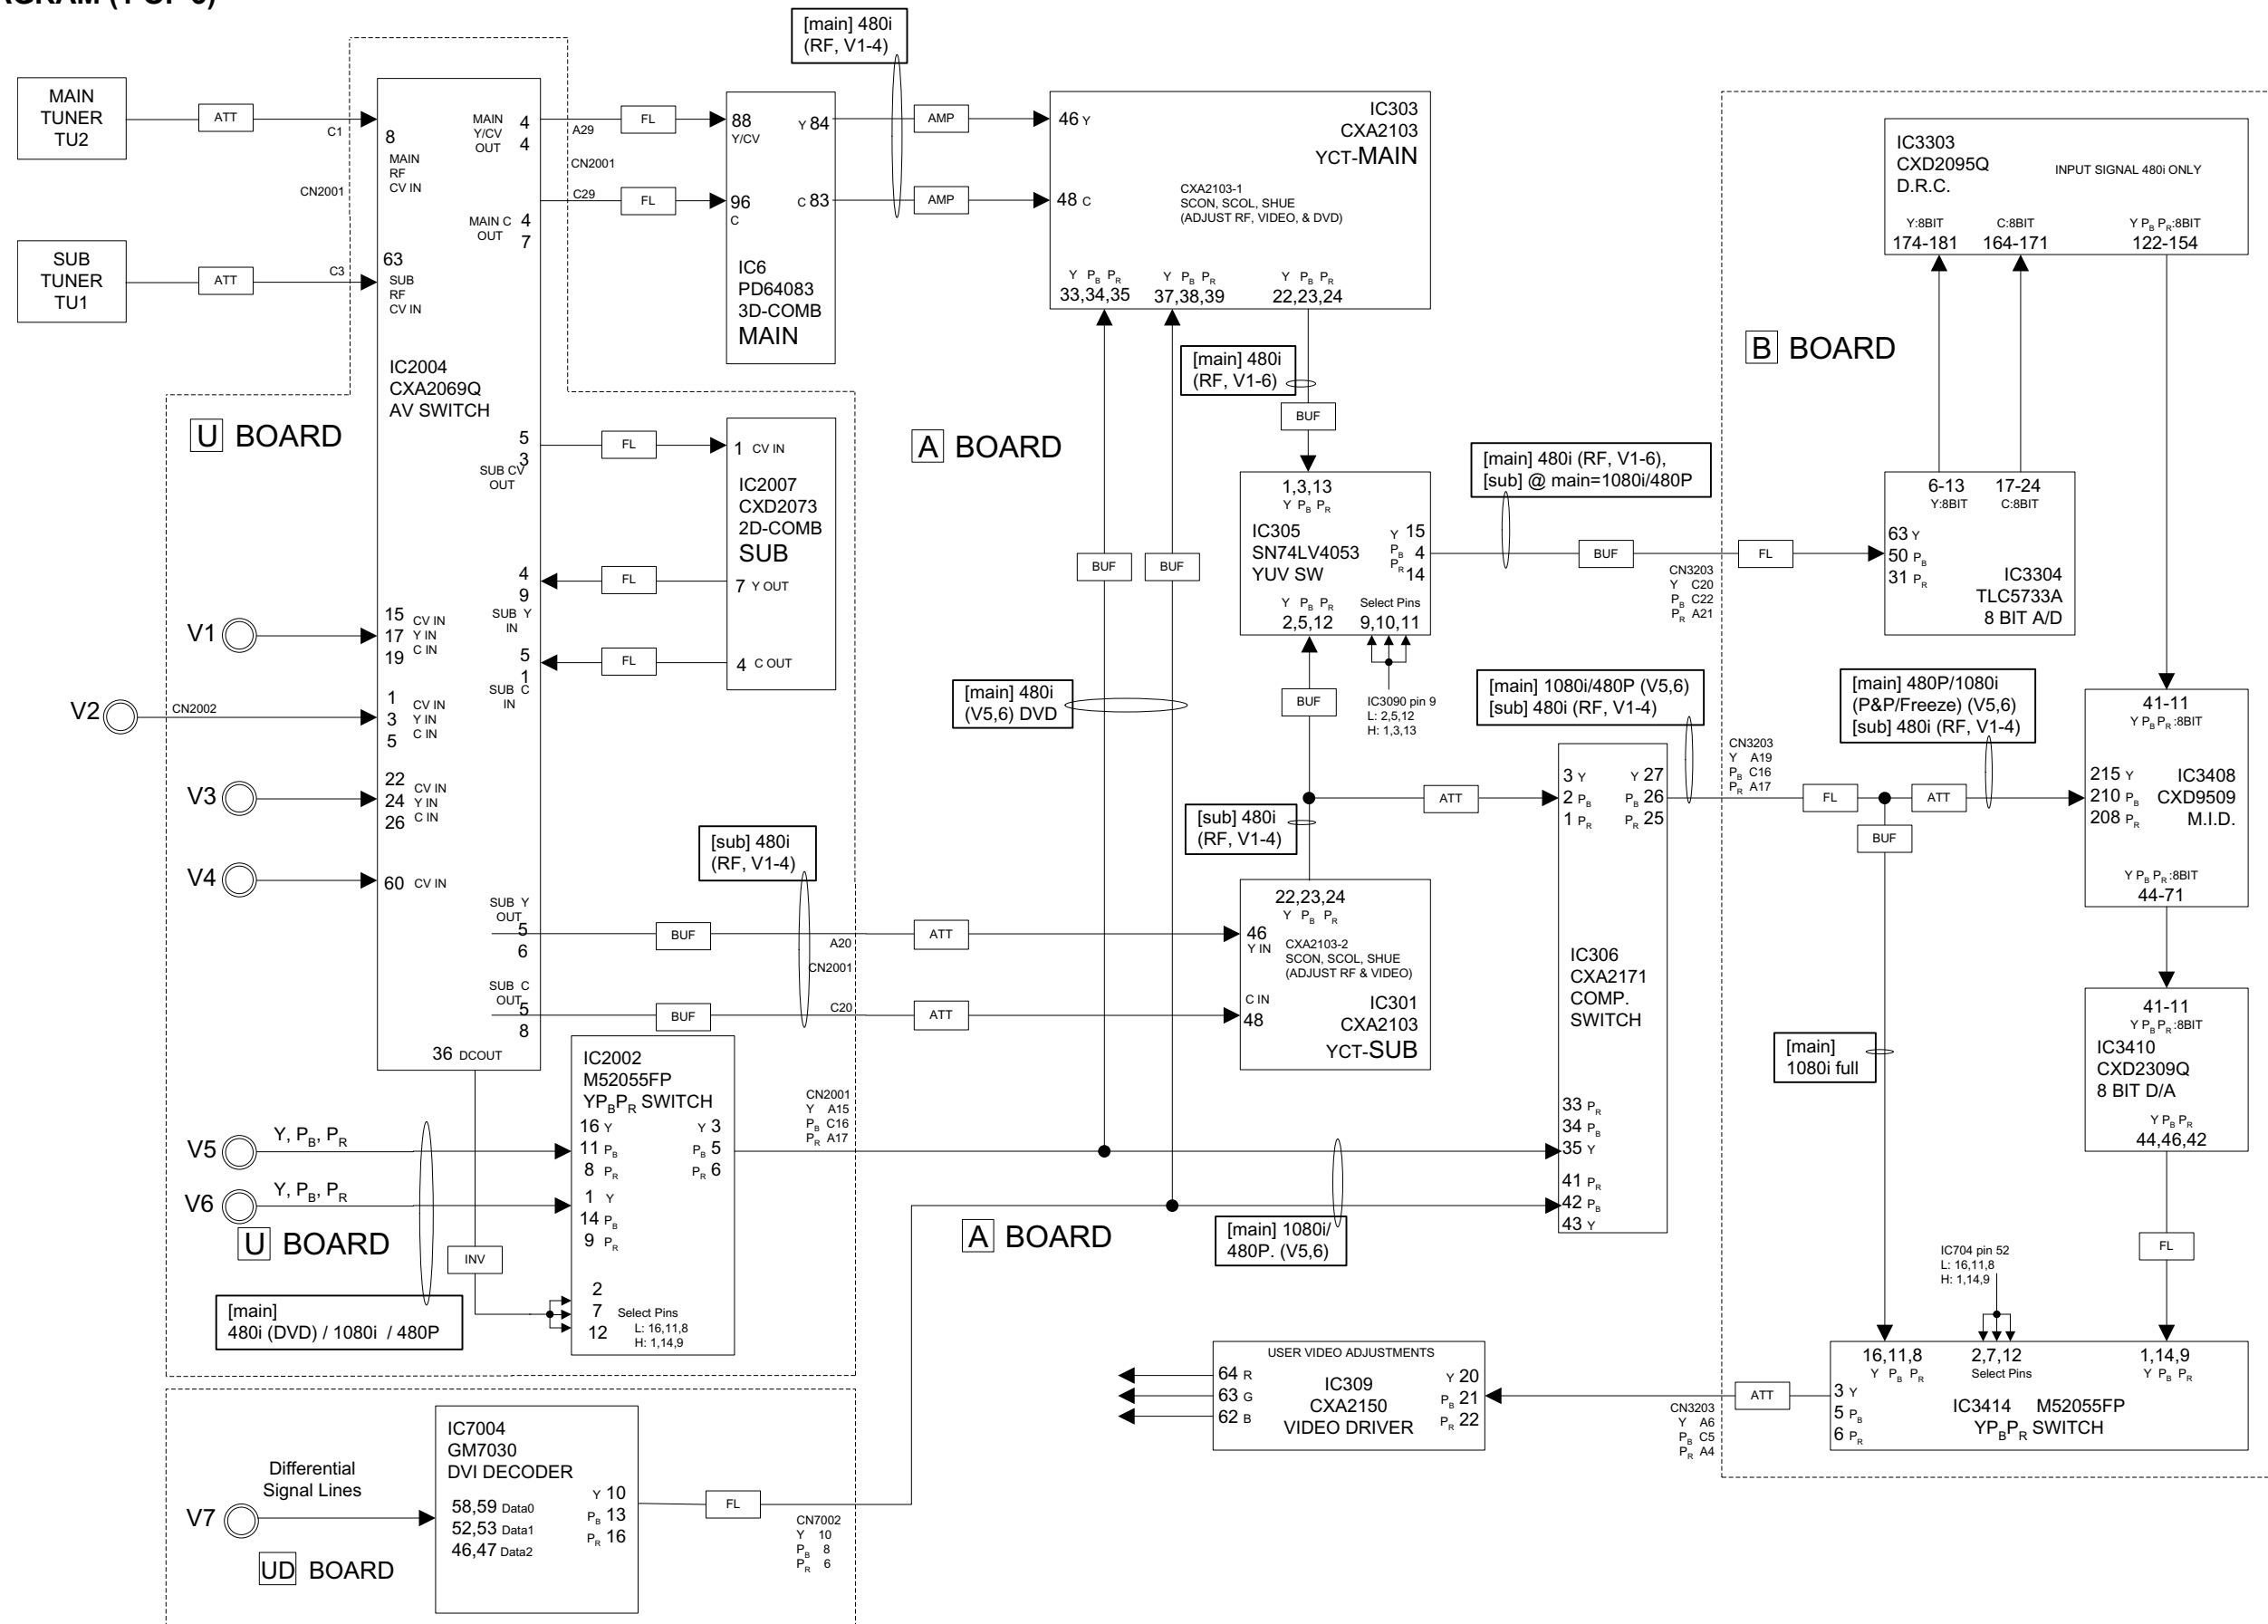 [main] 480i
(RF, V1-4)
MAIN
TUNER
TU2
ATT
C1
CN2001
8
MAIN
RF
CV IN
MAIN
Y/CV
OUT
4
4
A29
CN2001
FL
88
Y/CV
Y 84
AMP
46 Y
IC303
CXA2103
YCT-MAIN
C29
FL
96
C
C 83
AMP
48 C
CXA2103-1
SCON, SCOL, SHUE
(ADJUST RF, VIDEO, & DVD)
MAIN C
OUT
4
7
SUB
TUNER
TU1
ATT
C3
63
SUB
RF
CV IN
IC6
PD64083
3D-COMB
MAIN
Y PB PR
33,34,35
Y PB PR
37,38,39
Y PB PR
22,23,24
IC3303
CXD2095Q
D.R.C.
INPUT SIGNAL 480i ONLY
Y:8BIT
174-181
C:8BIT
164-171
Y PB PR:8BIT
122-154
B BOARD
IC2004
CXA2069Q
AV SWITCH
[main] 480i
(RF, V1-6)
BUF
U BOARD
A BOARD
5
3
SUB CV
OUT
FL
1 CV IN
IC2007
CXD2073
2D-COMB
SUB
7 Y OUT
4 C OUT
4
9
SUB Y
IN
FL
5
1
SUB C
IN
FL
BUF
BUF
1,3,13
Y PB PR
IC305
SN74LV4053
YUV SW
Y 15
PB 4
PR 14
Y PB PR
2,5,12
Select Pins
9,10,11
[main] 480i (RF, V1-6),
[sub] @ main=1080i/480P
BUF
FL
CN3203
Y C20
PB C22
PR A21
6-13
Y:8BIT
17-24
C:8BIT
63 Y
50 PB
31 PR
IC3304
TLC5733A
8 BIT A/D
V1
15 CV IN
17 Y IN
19 C IN
V2
CN2002
1 CV IN
3 Y IN
5 C IN
V3
22 CV IN
24 Y IN
26 C IN
V4
60 CV IN
[main] 480i
(V5,6) DVD
BUF
IC3090 pin 9
L: 2,5,12
H: 1,3,13
[main] 1080i/480P (V5,6)
[sub] 480i (RF, V1-4)
[main] 480P/1080i
(P&P/Freeze) (V5,6)
[sub] 480i (RF, V1-4)
CN3203
Y A19
PB C16
PR A17
41-11
Y PB PR:8BIT
215 Y
210 PB
208 PR
IC3408
CXD9509
M.I.D.
Y PB PR:8BIT
44-71
ATT
3 Y
2 PB
1 PR
Y 27
PB 26
PR 25
FL
ATT
BUF
[sub] 480i
(RF, V1-4)
[sub] 480i
(RF, V1-4)
SUB Y
OUT
5
6
BUF
A20
CN2001
ATT
22,23,24
Y PB PR
46
Y IN
CXA2103-2
SCON, SCOL, SHUE
(ADJUST RF & VIDEO)
C IN
48
IC301
CXA2103
YCT-SUB
SUB C
OUT
5
8
BUF
C20
ATT
IC306
CXA2171
COMP.
SWITCH
33 PR
34 PB
35 Y
41 PR
42 PB
43 Y
[main]
1080i full
41-11
Y PB PR:8BIT
IC3410
CXD2309Q
8 BIT D/A
Y PB PR
44,46,42
36 DCOUT
IC2002
M52055FP
YPBPR SWITCH
16 Y
11 PB
8 PR
1 Y
14 PB
9 PR
Y 3
PB 5
PR 6
2
7
12
Select Pins
L: 16,11,8
H: 1,14,9
CN2001
Y A15
PB C16
PR A17
V5
Y, PB, PR
V6
Y, PB, PR
U BOARD
INV
[main]
480i (DVD) / 1080i / 480P
A BOARD
[main] 1080i/
480P. (V5,6)
IC704 pin 52
L: 16,11,8
H: 1,14,9
FL
USER VIDEO ADJUSTMENTS
64 R
63 G
62 B
IC309
CXA2150
VIDEO DRIVER
Y 20
PB 21
PR 22
ATT
CN3203
Y A6
PB C5
PR A4
16,11,8
Y PB PR
2,7,12
Select Pins
1,14,9
Y PB PR
3 Y
5 PB
6 PR
IC3414 M52055FP
YPBPR SWITCH
IC7004
GM7030
DVI DECODER
58,59 Data0
52,53 Data1
46,47 Data2
Y 10
PB 13
PR 16
Differential
Signal Lines
V7
UD BOARD
FL
CN7002
Y 10
PB 8
PR 6